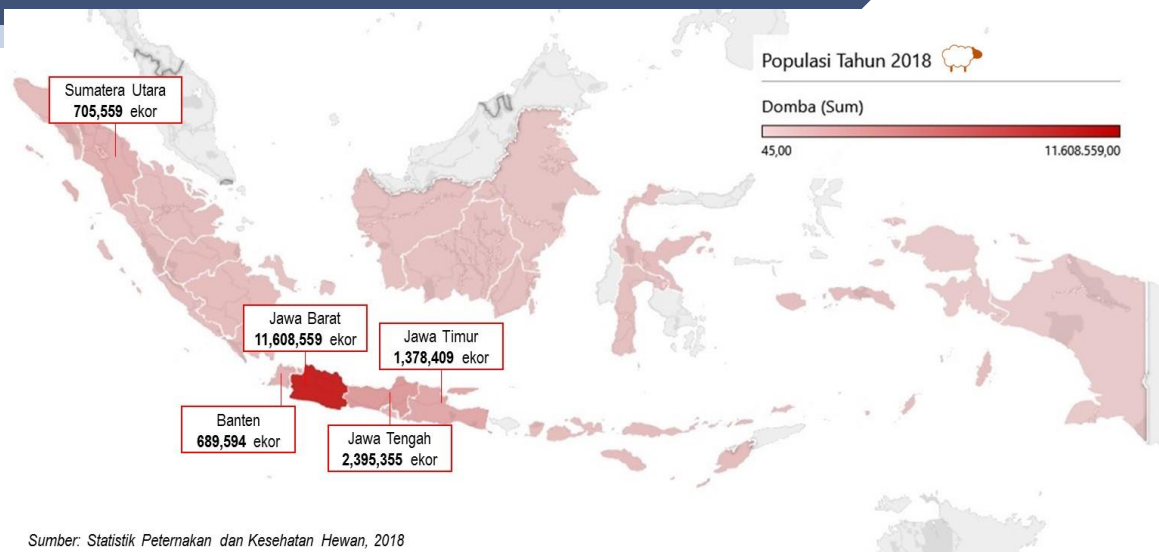 Populasi Tahun 2018
Domba (Sum)
45,00
11.608.559,00
Sumatera Utara
705,559 ekor
Jawa Barat
11,608,559 ekor
Jawa Timur
1,378,409 ekor
Banten
689,594 ekor
Jawa Tengah
2,395,355 ekor
Sumber: Statistik Peternakan dan Kesehatan Hewan, 2018